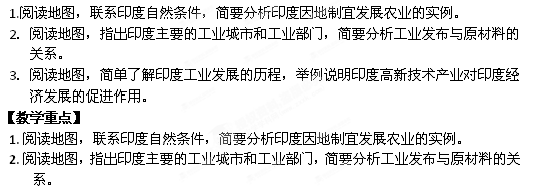 1.阅读地图，联系印度自然条件，简要分析印度因地制宜发展农业的实例。
2. 阅读地图，指出印度主要的工业城市和工业部门，简要分析工业发布与原材料的
关系。
3. 阅读地图，简单了解印度工业发展的历程，举例说明印度高新技术产业对印度经
济发展的促进作用。
【教学重点】
1.阅读地图，联系印度自然条件，简要分析印度因地制宜发展农业的实例。
2.阅读地图，指出印度主要的工业城市和工业部门，简要分析工业发布与原材料的关
系。